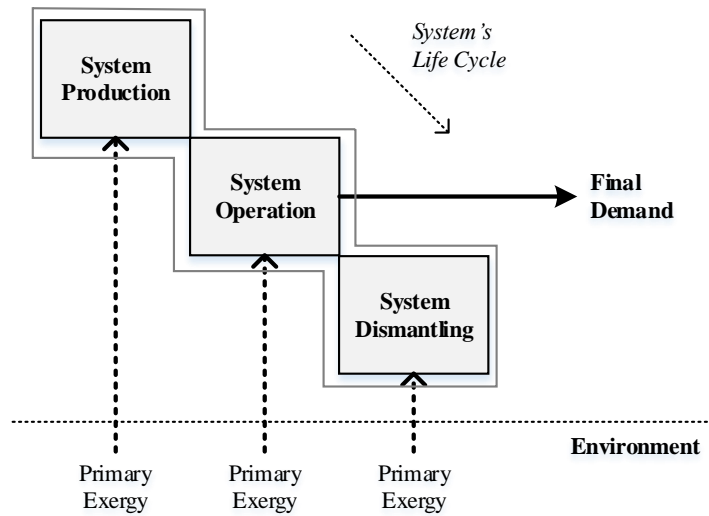 System
Production
System's
Life Cycle
System
Operation
Final
Demand
System
Dismantling
Environment
Primary
Exergy
Primary
Exergy
Primary
Exergy